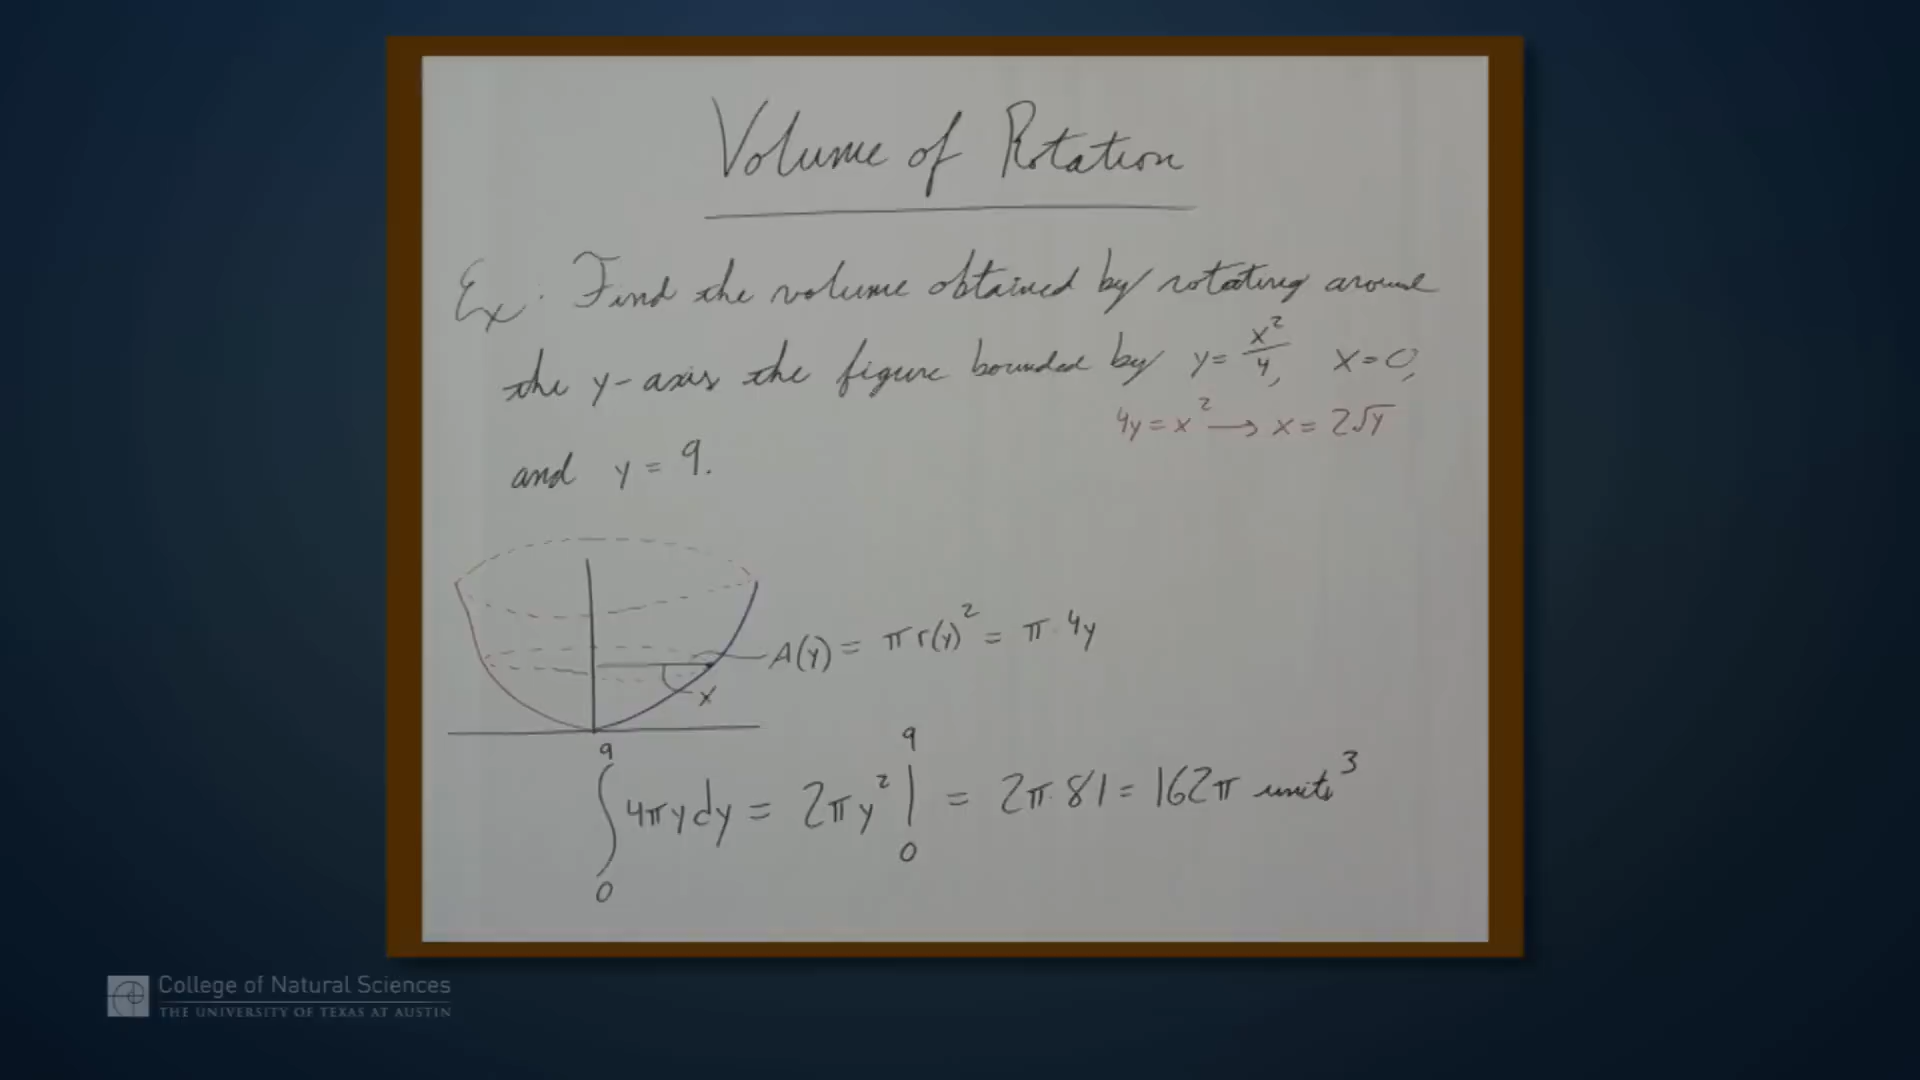 Volume of Rotation
Ex: Find the volume obtained by rotating around
the y-axis the figure bounded by y = x²/4, x = 0,
4y = x² → x = 2√y
and y = 9.
A(y) = π r(y)² = π · 4y
x
∫₀⁹ 4πy dy = 2πy² |₀⁹ = 2π · 81 = 162π units³
College of Natural Sciences
THE UNIVERSITY OF TEXAS AT AUSTIN